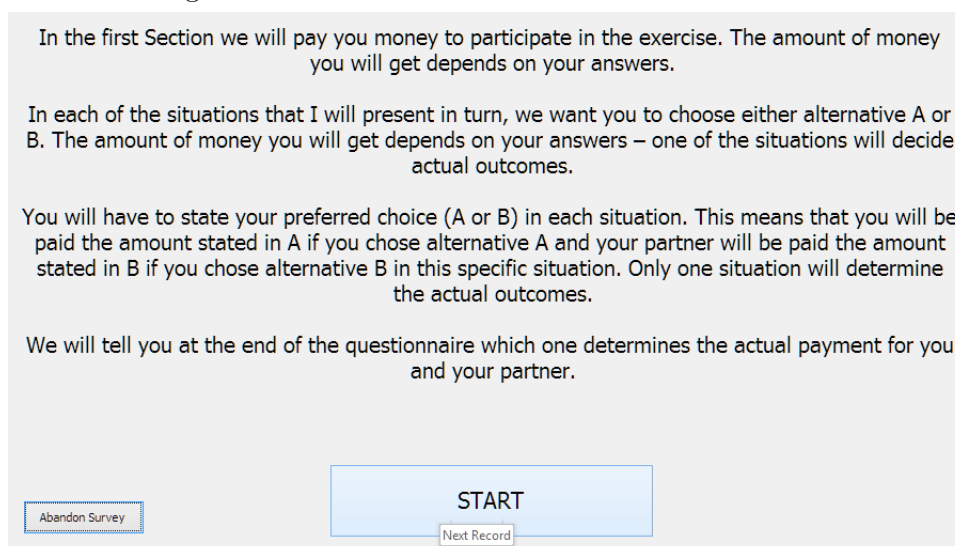 In the first Section we will pay you money to participate in the exercise. The amount of money
you will get depends on your answers.
In each of the situations that I will present in turn, we want you to choose either alternative A or
B. The amount of money you will get depends on your answers – one of the situations will decide
actual outcomes.
You will have to state your preferred choice (A or B) in each situation. This means that you will be
paid the amount stated in A if you chose alternative A and your partner will be paid the amount
stated in B if you chose alternative B in this specific situation. Only one situation will determine
the actual outcomes.
We will tell you at the end of the questionnaire which one determines the actual payment for you
and your partner.
START
Abandon Survey
Next Record